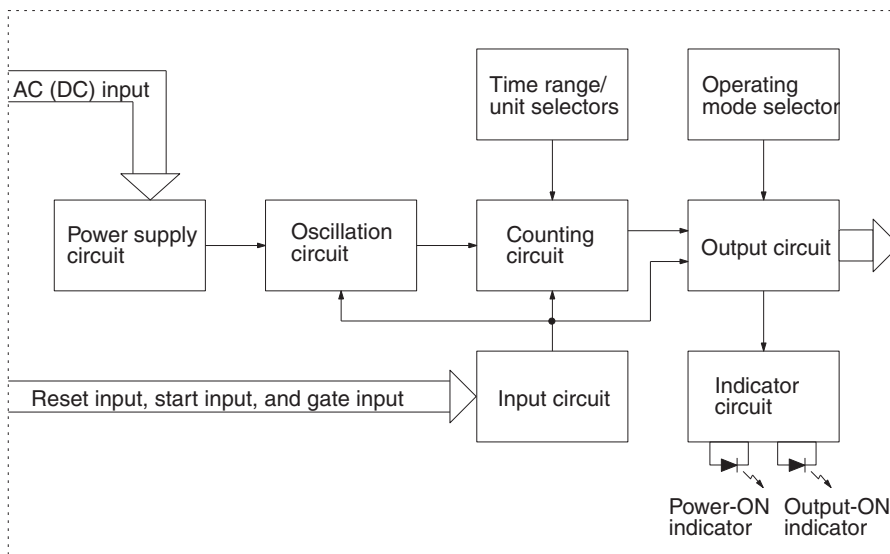 AC (DC) input
Time range/
unit selectors
Operating
mode selector
Power supply
circuit
Oscillation
circuit
Counting
circuit
Output circuit
Reset input, start input, and gate input
Input circuit
Indicator
circuit
Power-ON
indicator
Output-ON
indicator